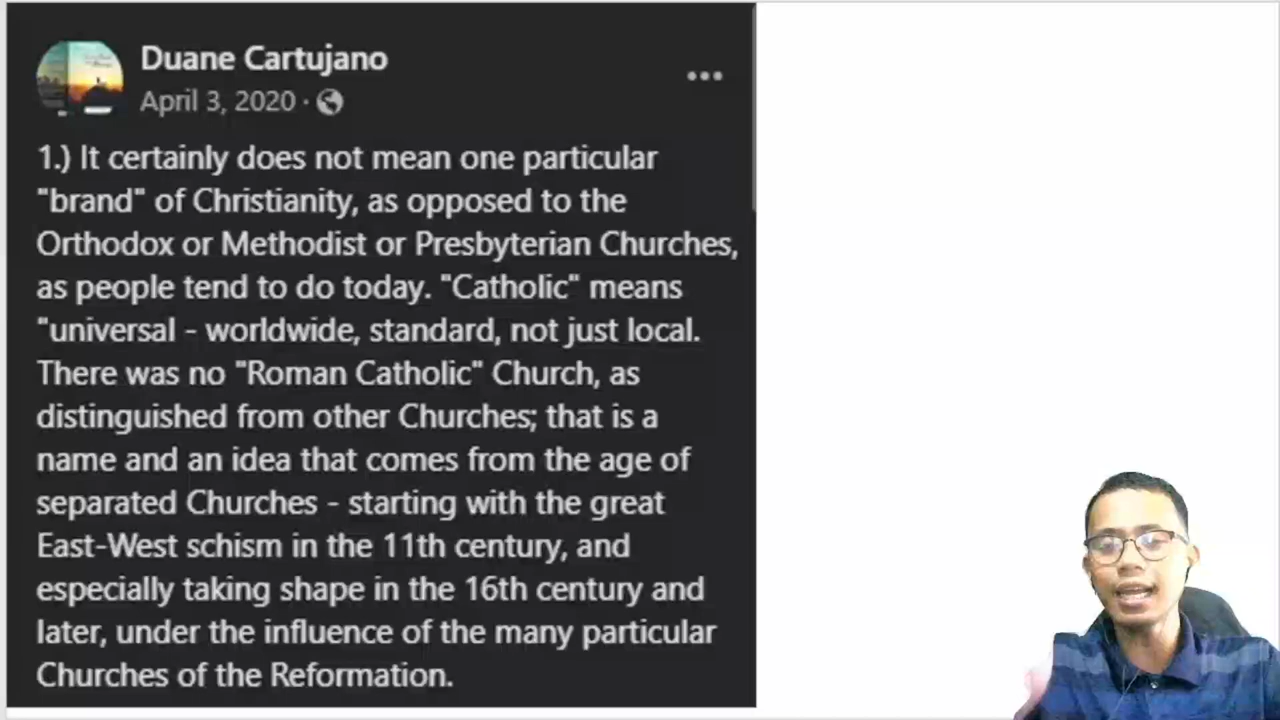 Duane Cartujano
April 3, 2020 ·
1.) It certainly does not mean one particular
"brand" of Christianity, as opposed to the
Orthodox or Methodist or Presbyterian Churches,
as people tend to do today. "Catholic" means
"universal - worldwide, standard, not just local.
There was no "Roman Catholic" Church, as
distinguished from other Churches; that is a
name and an idea that comes from the age of
separated Churches - starting with the great
East-West schism in the 11th century, and
especially taking shape in the 16th century and
later, under the influence of the many particular
Churches of the Reformation.